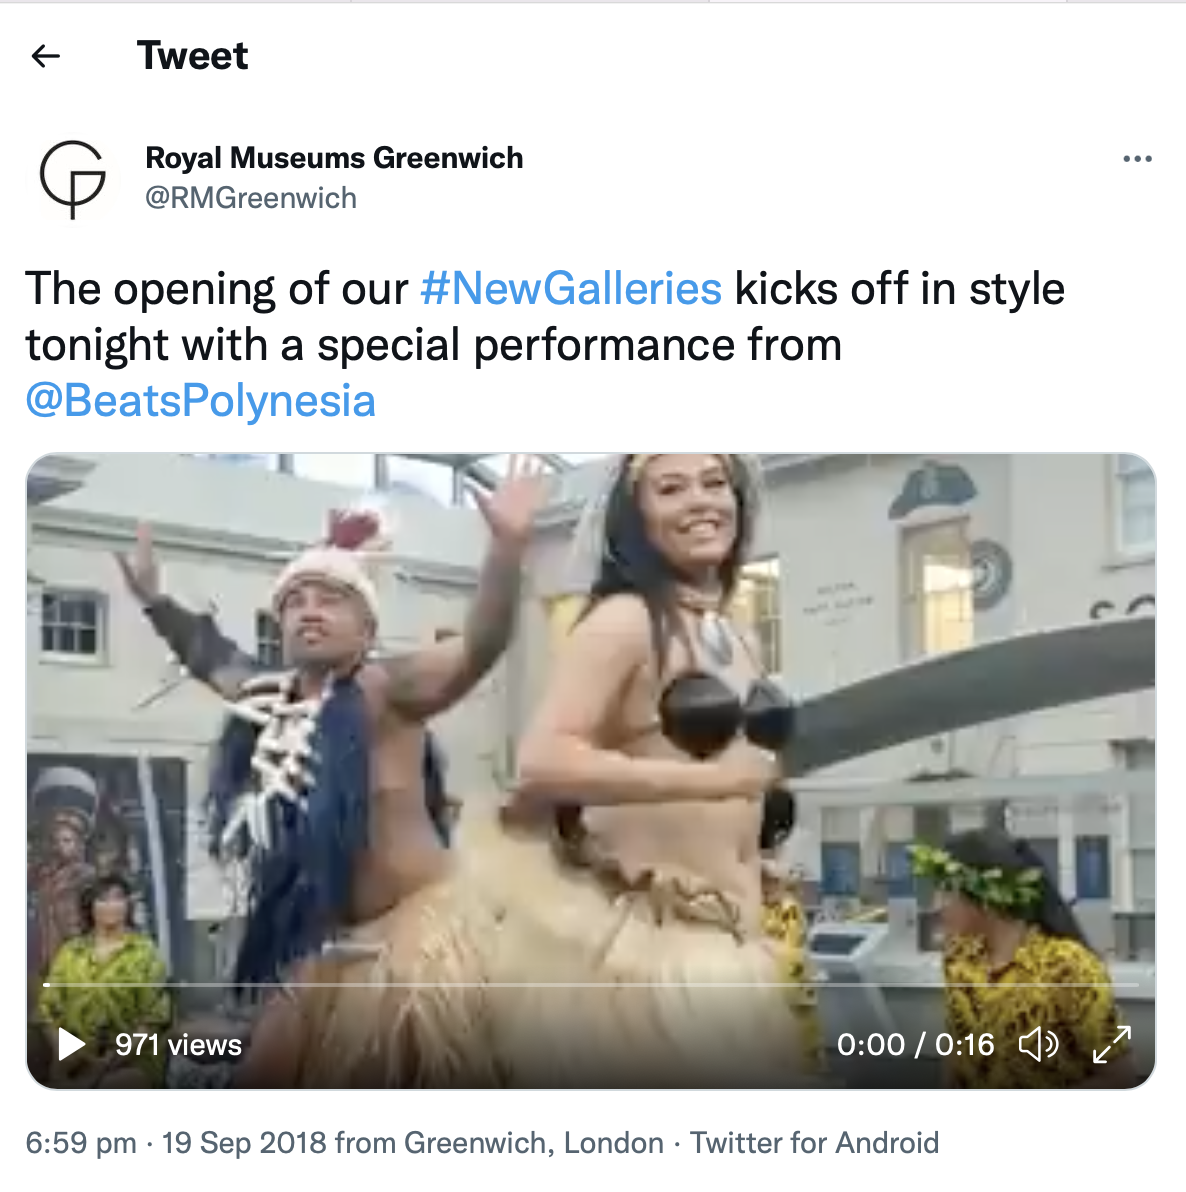 Tweet
Royal Museums Greenwich
@RMGreenwich
The opening of our #NewGalleries kicks off in style
tonight with a special performance from
@BeatsPolynesia
971 views
0:00 / 0:16
6:59 pm · 19 Sep 2018 from Greenwich, London · Twitter for Android